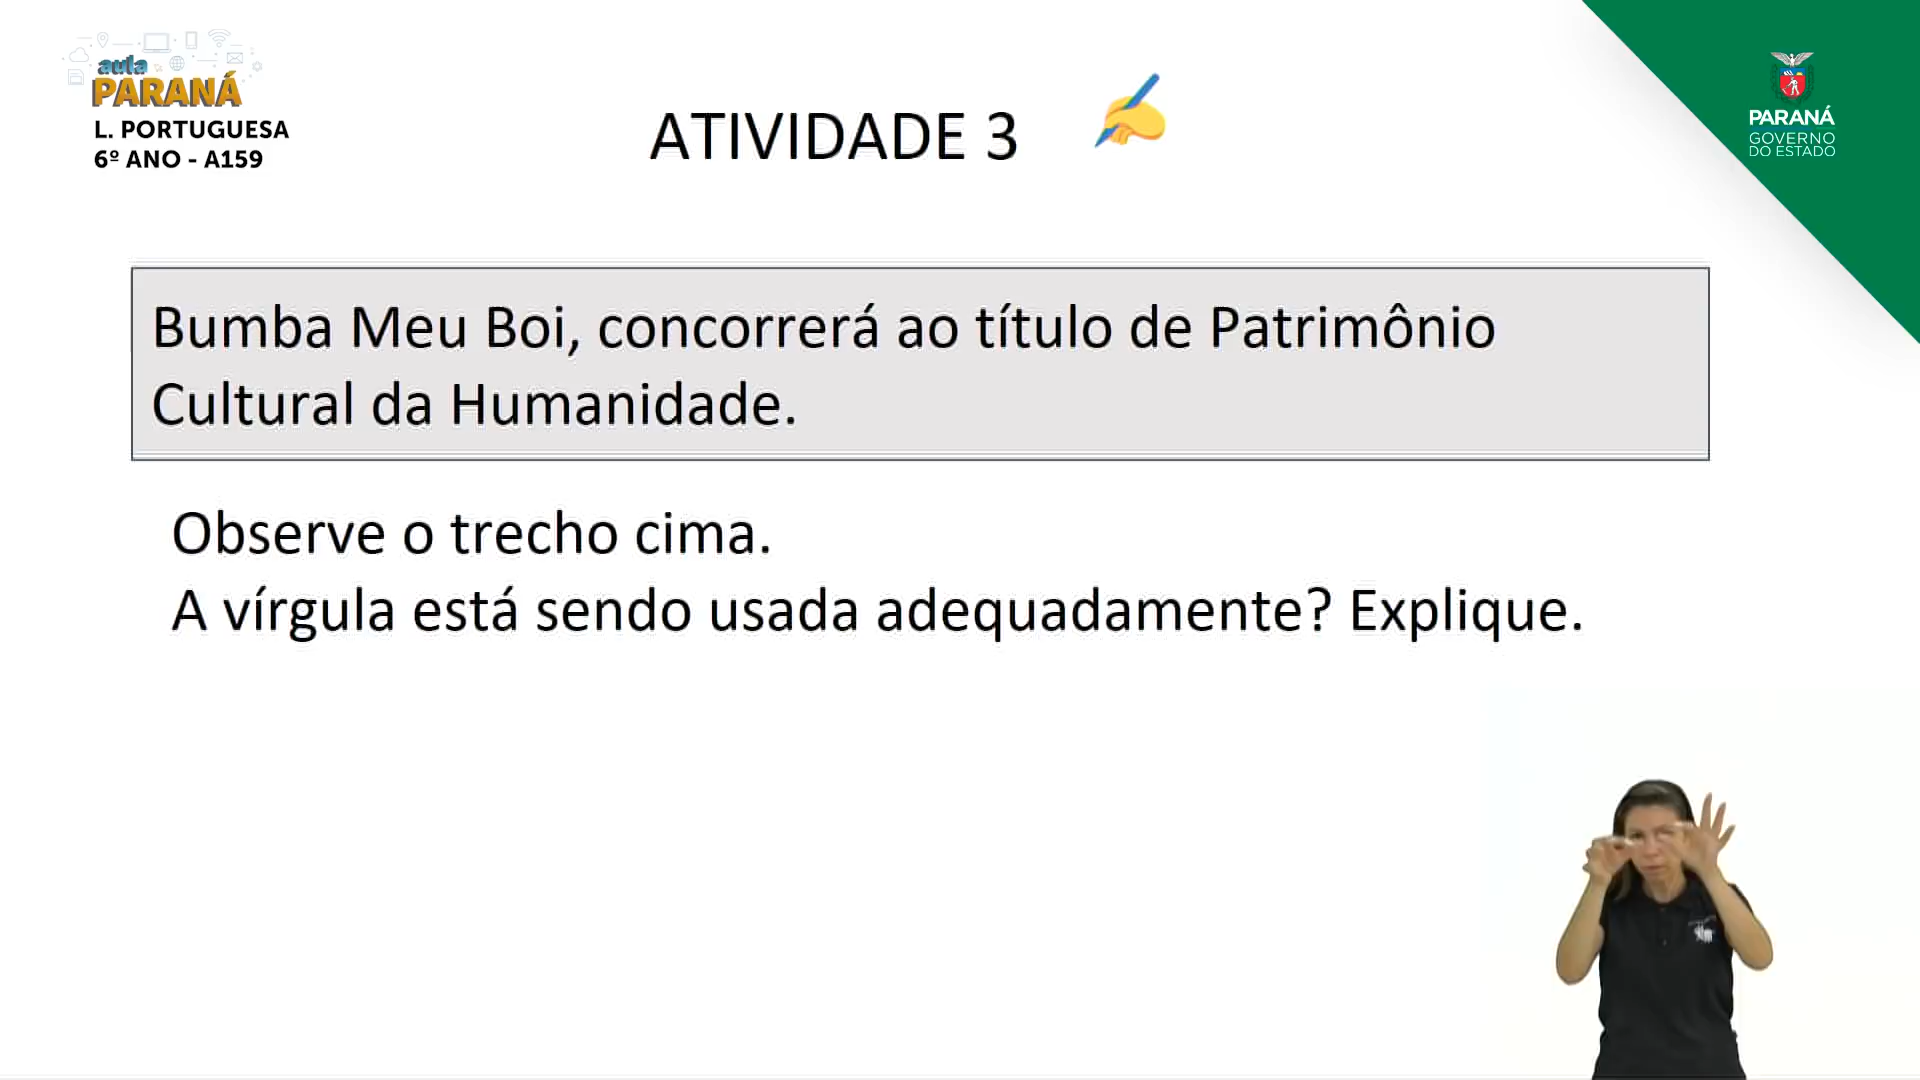 aula
PARANÁ
L. PORTUGUESA
6º ANO - A159
ATIVIDADE 3
PARANÁ
GOVERNO
DO ESTADO
Bumba Meu Boi, concorrerá ao título de Patrimônio
Cultural da Humanidade.
Observe o trecho cima.
A vírgula está sendo usada adequadamente? Explique.